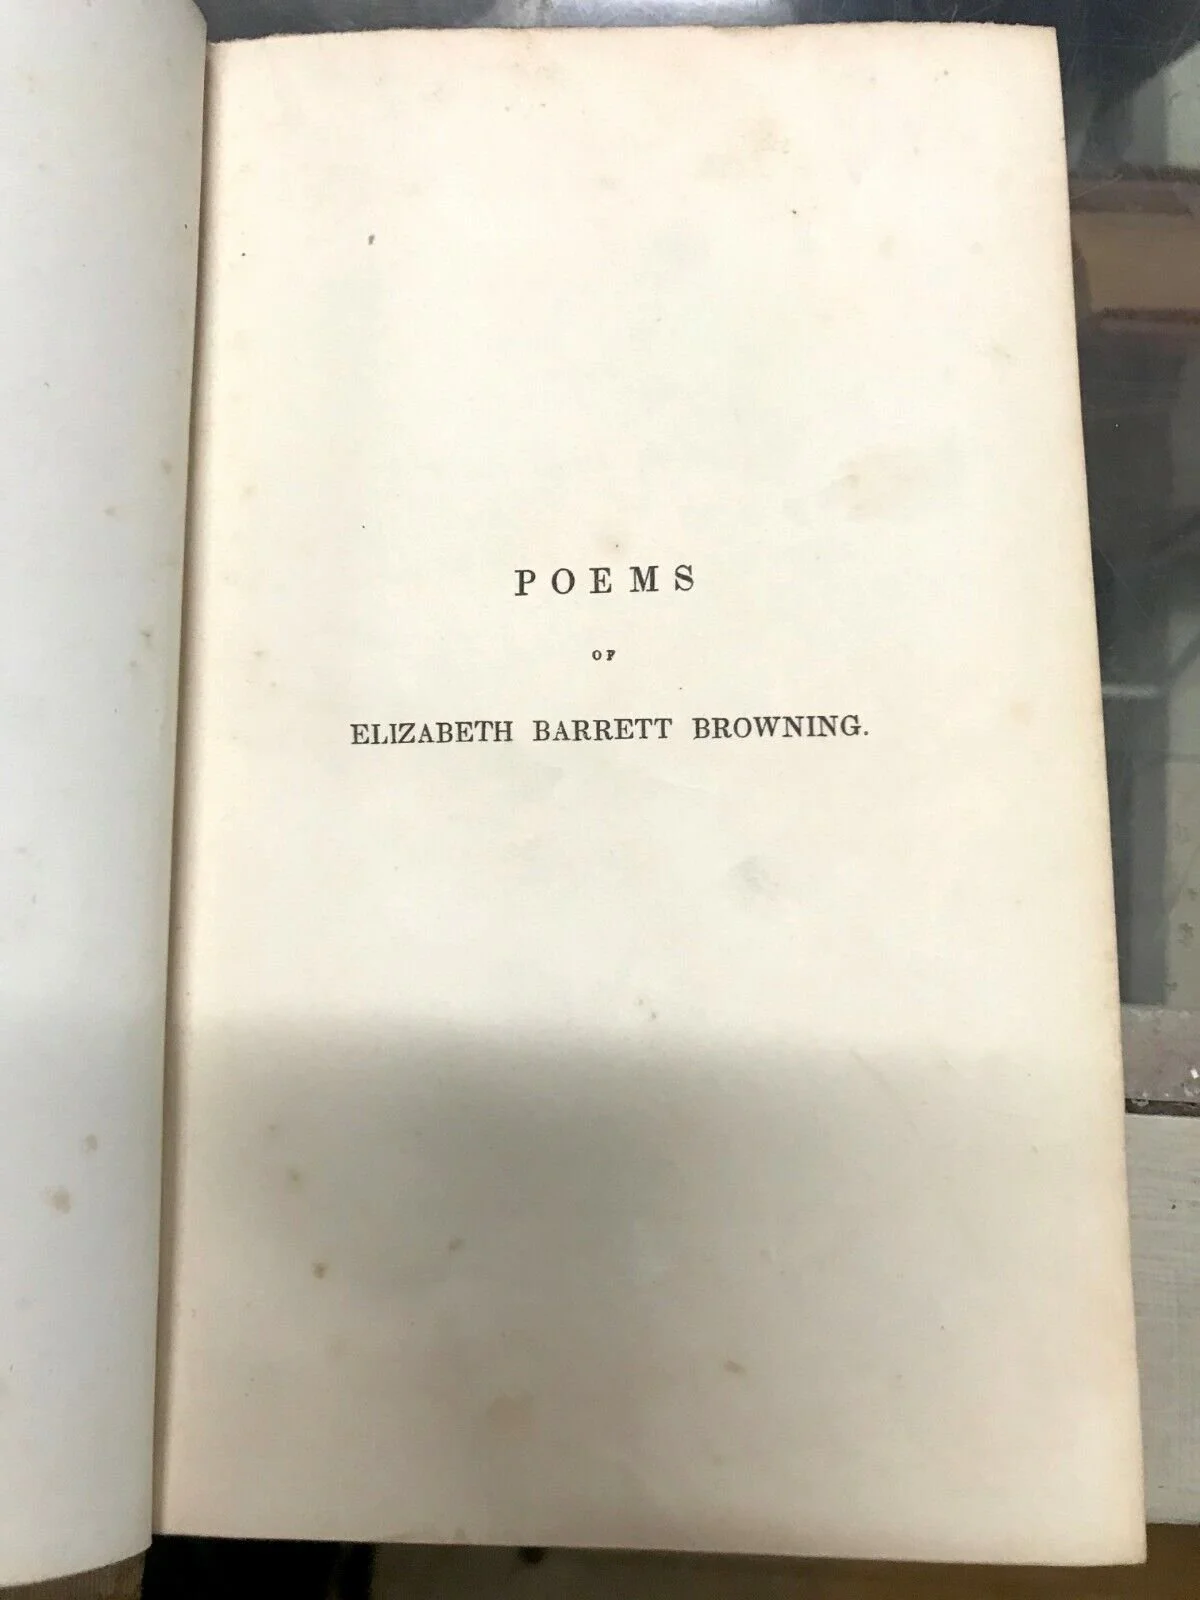 POEMS
OF
ELIZABETH BARRETT BROWNING.